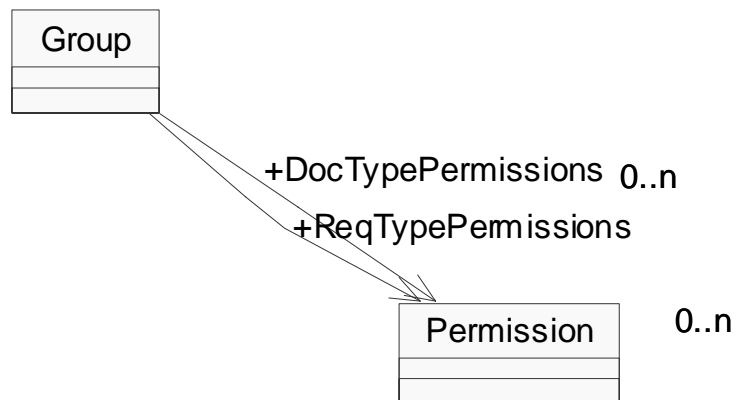 Group
+DocTypePermissions 0..n
+ReqTypePermissions
Permission 0..n